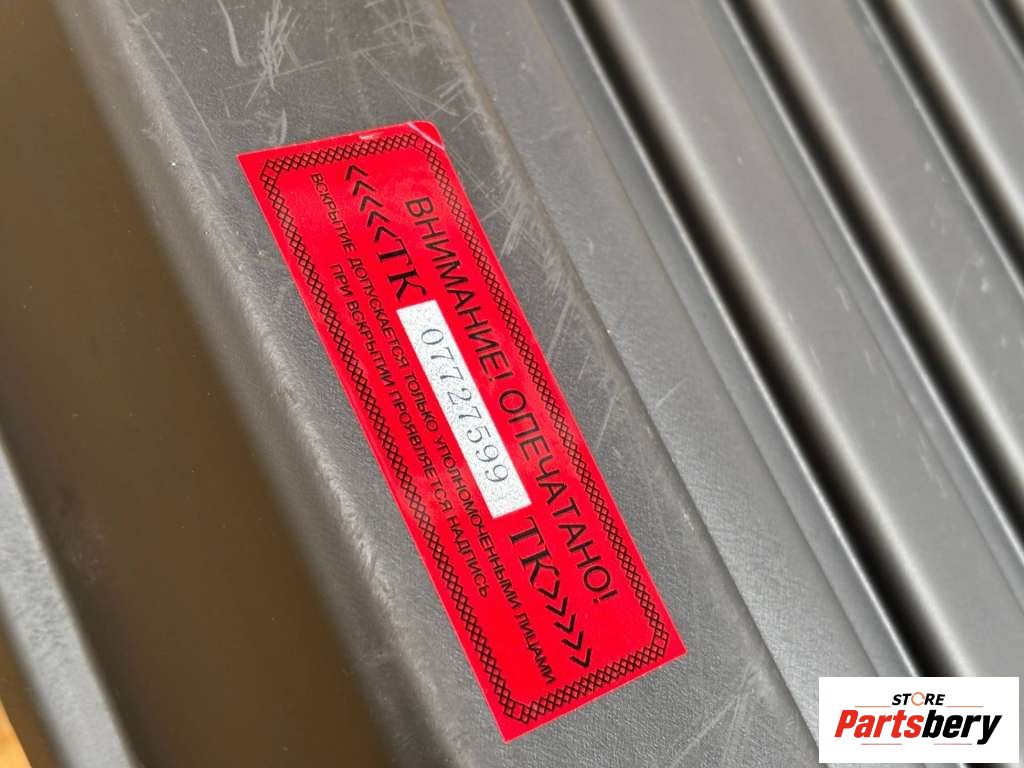 ВНИМАНИЕ! ОПЕЧАТАНО!
<<<<<ТК 07727599 ТК>>>>>
ВСКРЫТИЕ ДОПУСКАЕТСЯ ТОЛЬКО УПОЛНОМОЧЕННЫМИ ЛИЦАМИ
ПРИ ВСКРЫТИИ ПРОЯВЛЯЕТСЯ НАДПИСЬ
STORE
Partsbery